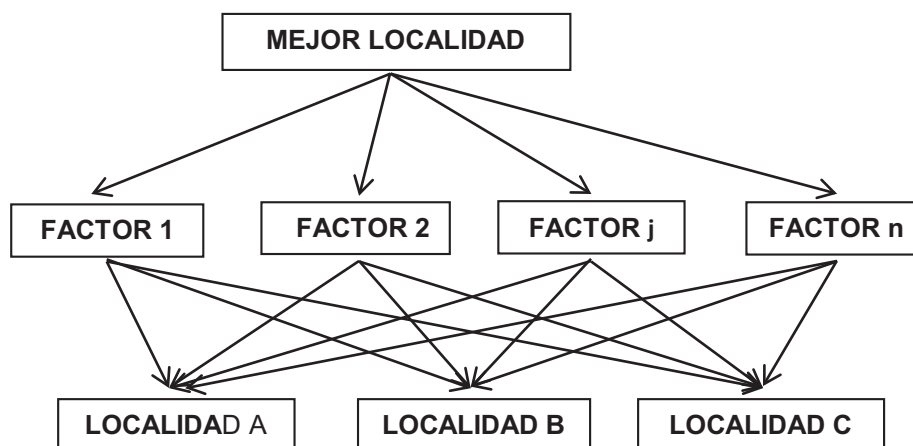 MEJOR LOCALIDAD
FACTOR 1
FACTOR 2
FACTOR j
FACTOR n
LOCALIDAD A
LOCALIDAD B
LOCALIDAD C